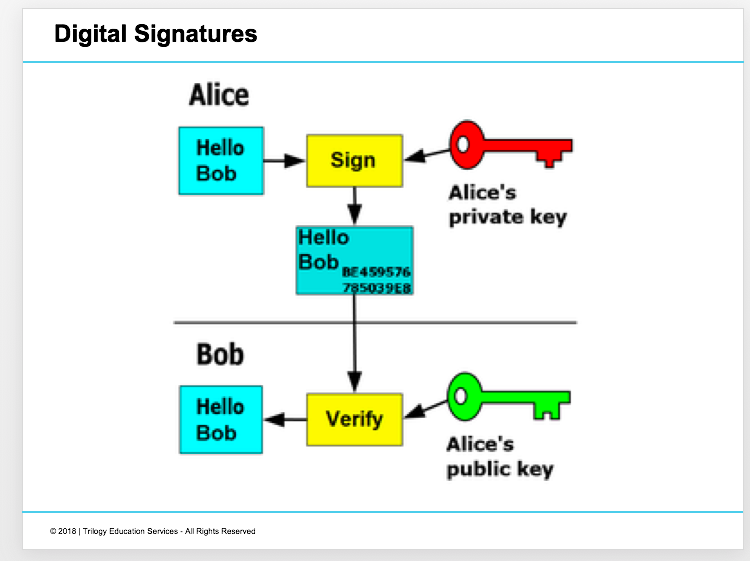 Digital Signatures
Alice
Hello
Bob
Sign
Alice's
private key
Hello
Bob
BE459576
785039E8
Bob
Hello
Bob
Verify
Alice's
public key
© 2018 | Trilogy Education Services - All Rights Reserved